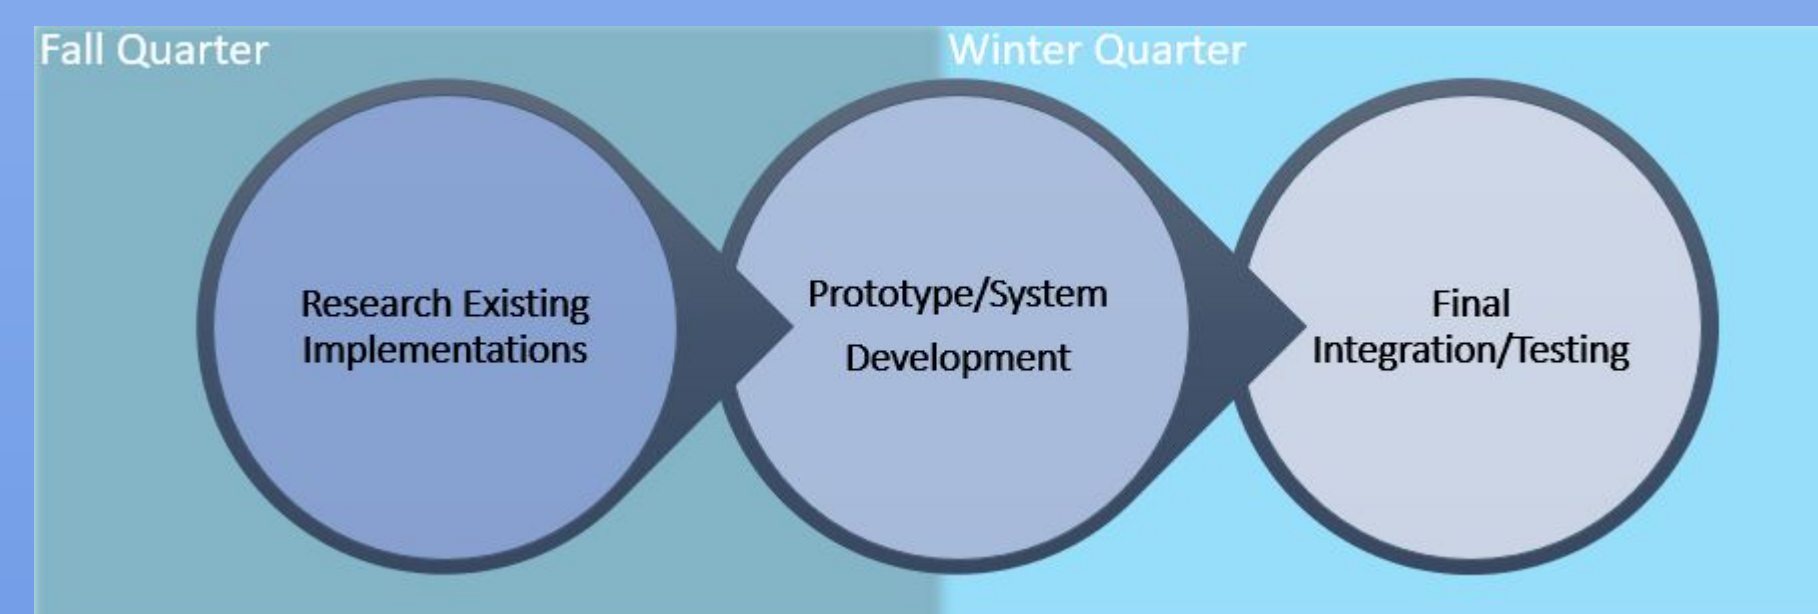 Fall Quarter
Winter Quarter
Research Existing
Implementations
Prototype/System
Development
Final
Integration/Testing